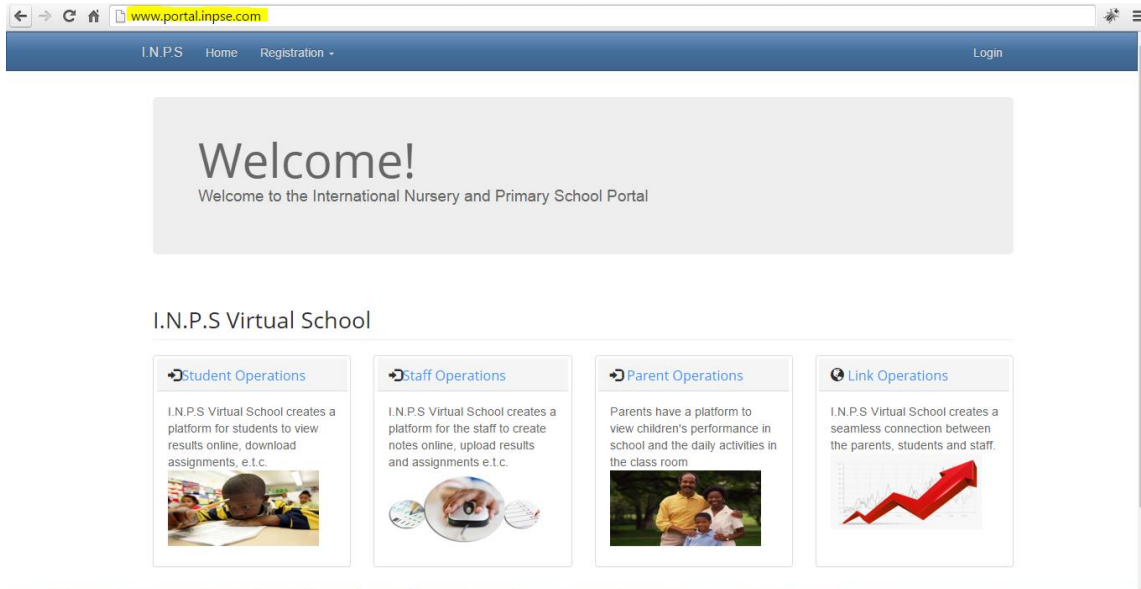 www.portal.inpse.com
I.N.P.S Home Registration Login
Welcome!
Welcome to the International Nursery and Primary School Portal
I.N.P.S Virtual School
Student Operations
I.N.P.S Virtual School creates a
platform for students to view
results online, download
assignments, e.t.c.
Staff Operations
I.N.P.S Virtual School creates a
platform for the staff to create
notes online, upload results
and assignments e.t.c.
Parent Operations
Parents have a platform to
view children's performance in
school and the daily activities in
the class room
Link Operations
I.N.P.S Virtual School creates a
seamless connection between
the parents, students and staff.